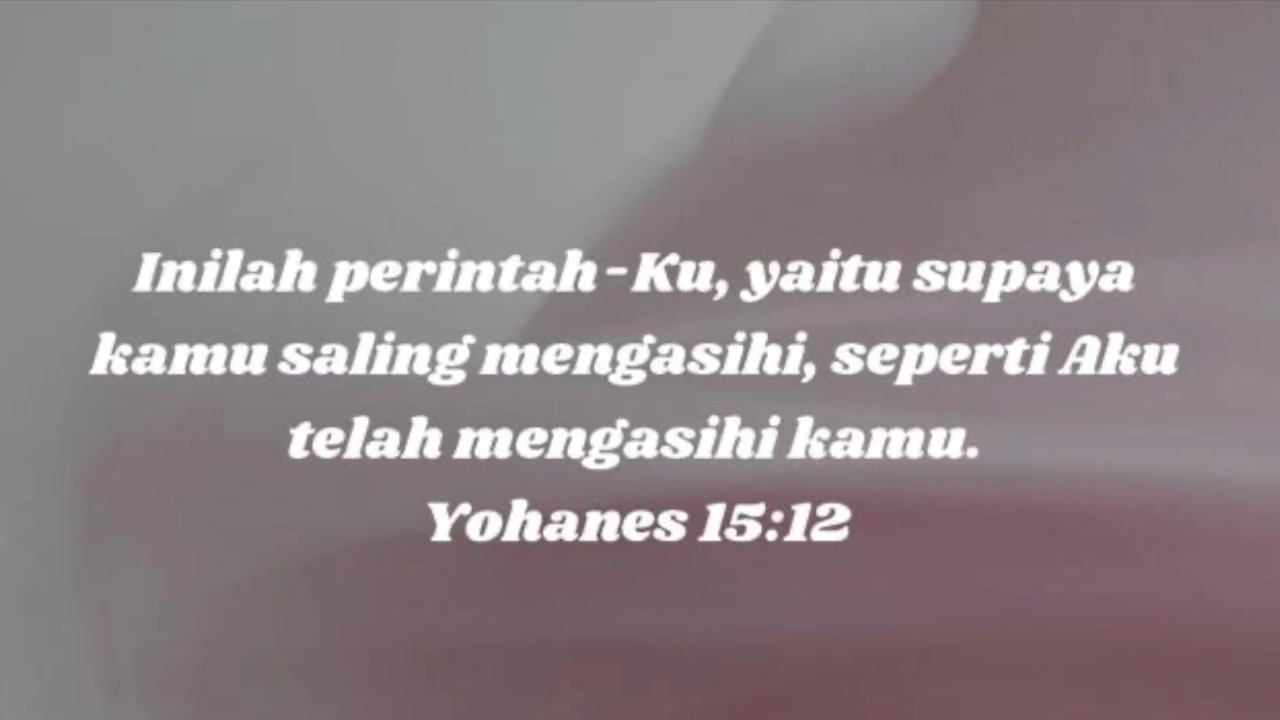 Inilah perintah-Ku, yaitu supaya
kamu saling mengasihi, seperti Aku
telah mengasihi kamu.
Yohanes 15:12